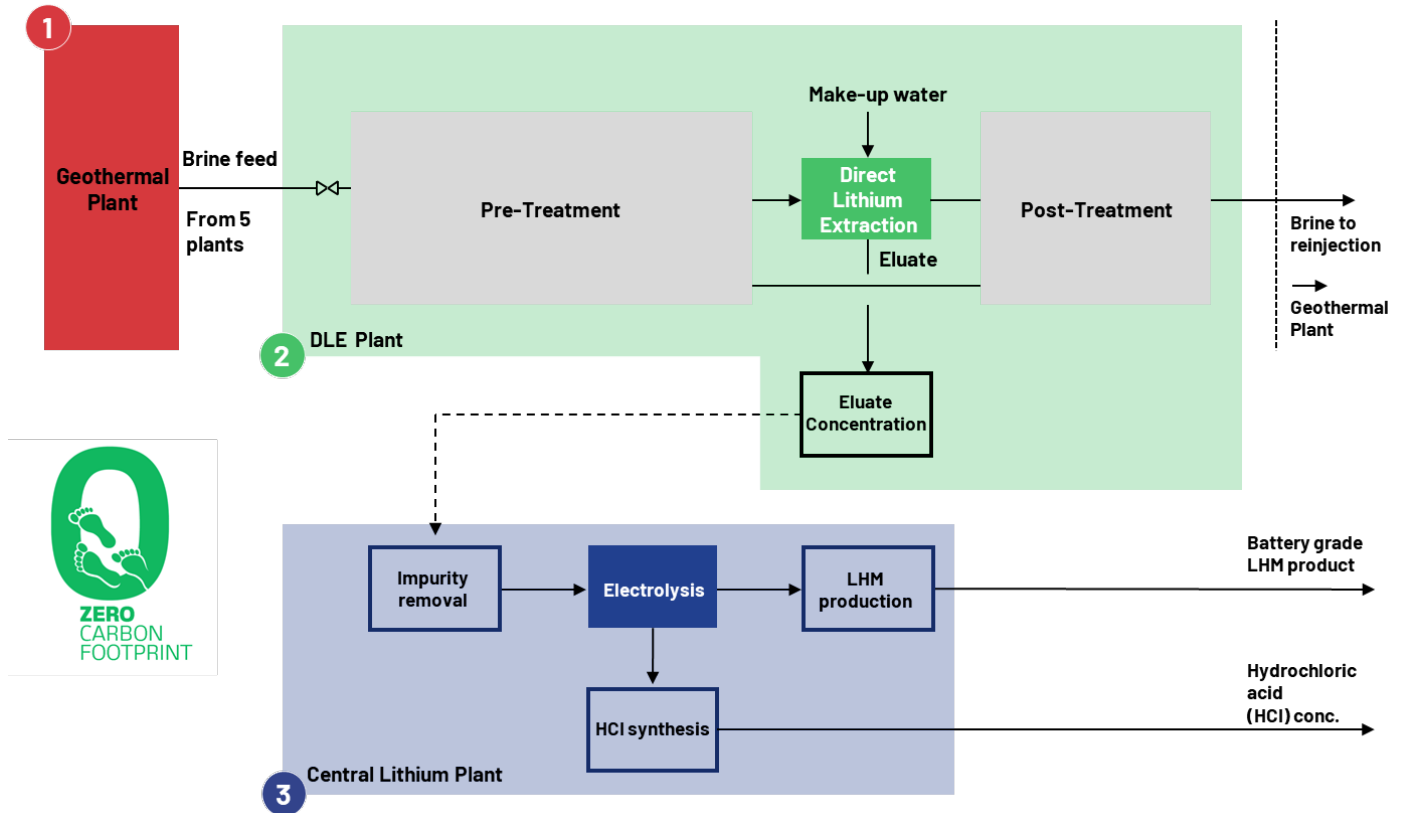 1
Geothermal
Plant
Brine feed
From 5
plants
Pre-Treatment
Make-up water
Direct
Lithium
Extraction
Eluate
Post-Treatment
Brine to
reinjection
Geothermal
Plant
2
DLE Plant
Eluate
Concentration
ZERO
CARBON
FOOTPRINT
Impurity
removal
Electrolysis
LHM
production
Battery grade
LHM product
HCl synthesis
Hydrochloric
acid
(HCl) conc.
3
Central Lithium Plant